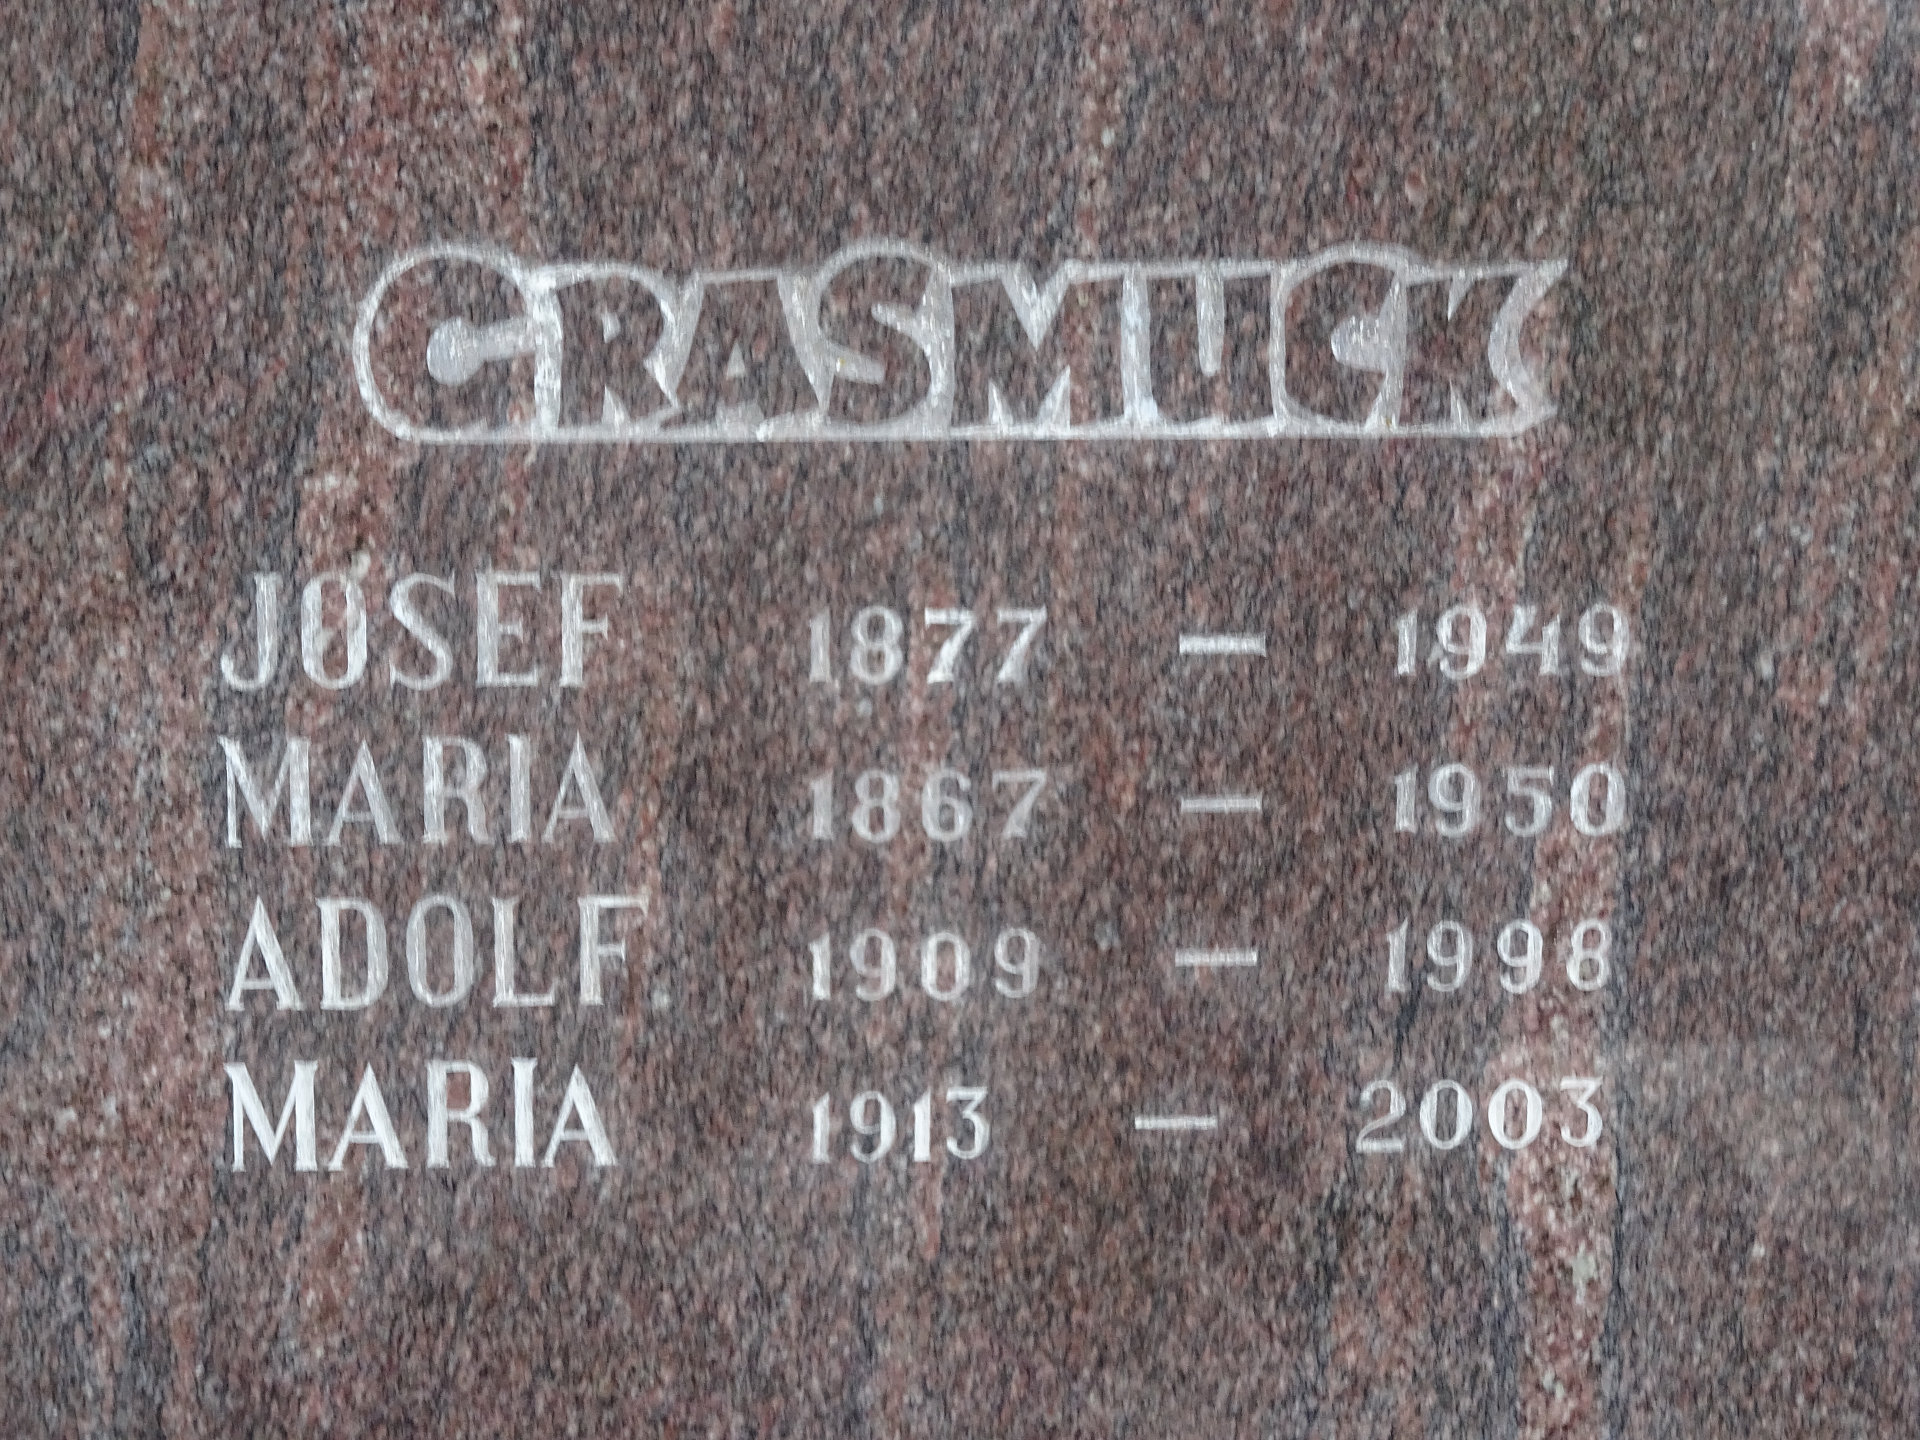 GRASMUCK
JOSEF 1877 — 1949
MARIA 1867 — 1950
ADOLF. 1909 — 1998
MARIA 1913 — 2003